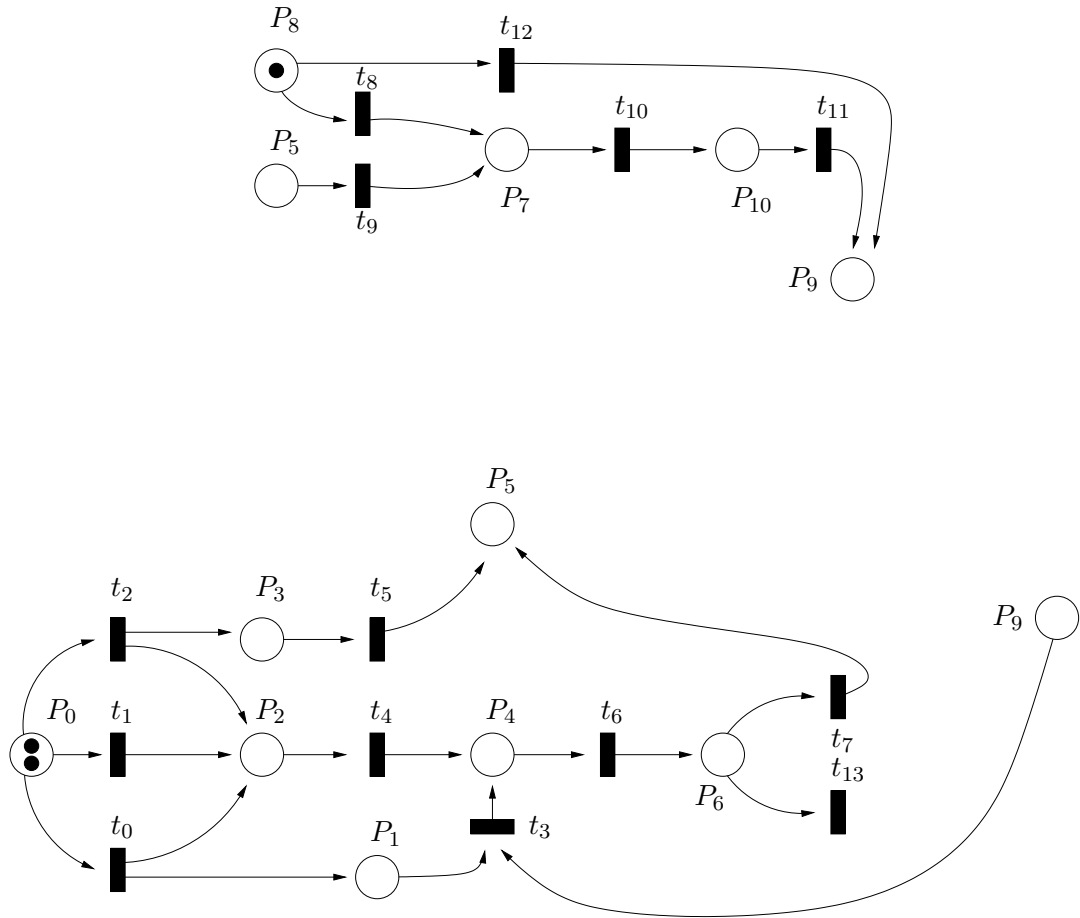 P₈
t₁₂
t₈
t₁₀
t₁₁
P₅
P₇
P₁₀
t₉
P₉
P₅
t₂
P₃
t₅
P₉
P₀
t₁
P₂
t₄
P₄
t₆
t₇
t₁₃
P₆
t₀
P₁
t₃